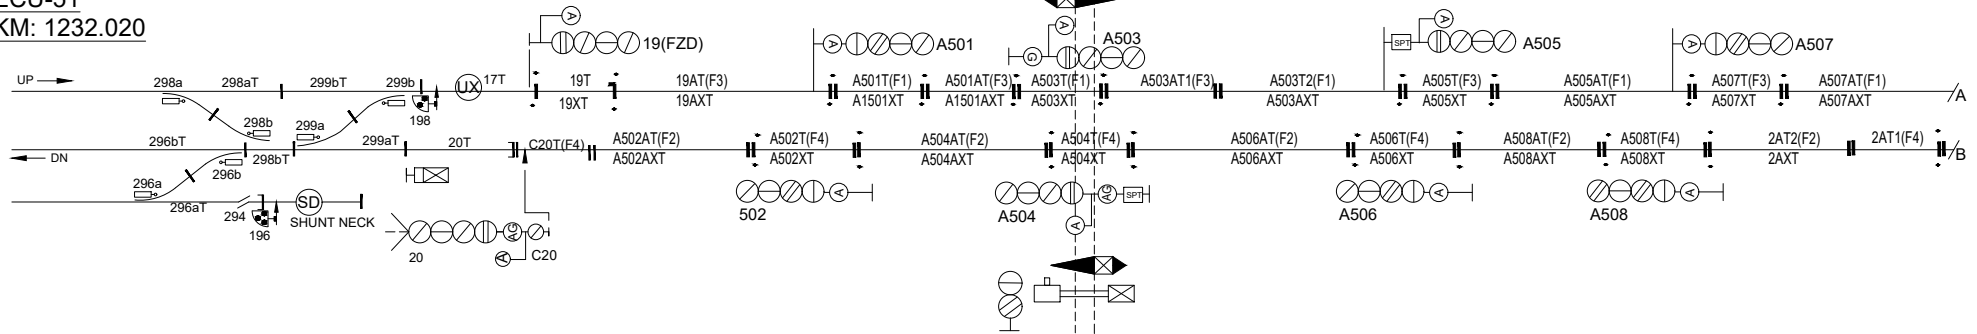 KM: 1232.020
A
19(FZD)
A
A501
A
G
A503
SPT
A
A505
A
A507
UP
298a
298aT
299bT
299b
UX
17T
19T
19XT
19AT(F3)
19AXT
A501T(F1)
A1501XT
A501AT(F3)
A1501AXT
A503T(F1)
A503XT
A503AT1(F3)
A503T2(F1)
A503AXT
A505T(F3)
A505XT
A505AT(F1)
A505AXT
A507T(F3)
A507XT
A507AT(F1)
A507AXT
A
198
298b
299a
296bT
298bT
299aT
20T
C20T(F4)
A502AT(F2)
A502AXT
A502T(F4)
A502XT
A504AT(F2)
A504AXT
A504T(F4)
A504XT
A506AT(F2)
A506AXT
A506T(F4)
A506XT
A508AT(F2)
A508AXT
A508T(F4)
A508XT
2AT2(F2)
2AXT
2AT1(F4)
B
DN
296b
296a
296aT
294
SD
SHUNT NECK
196
20
AG
A
C20
A
502
A504
AG
SPT
A
A
A506
A
A508